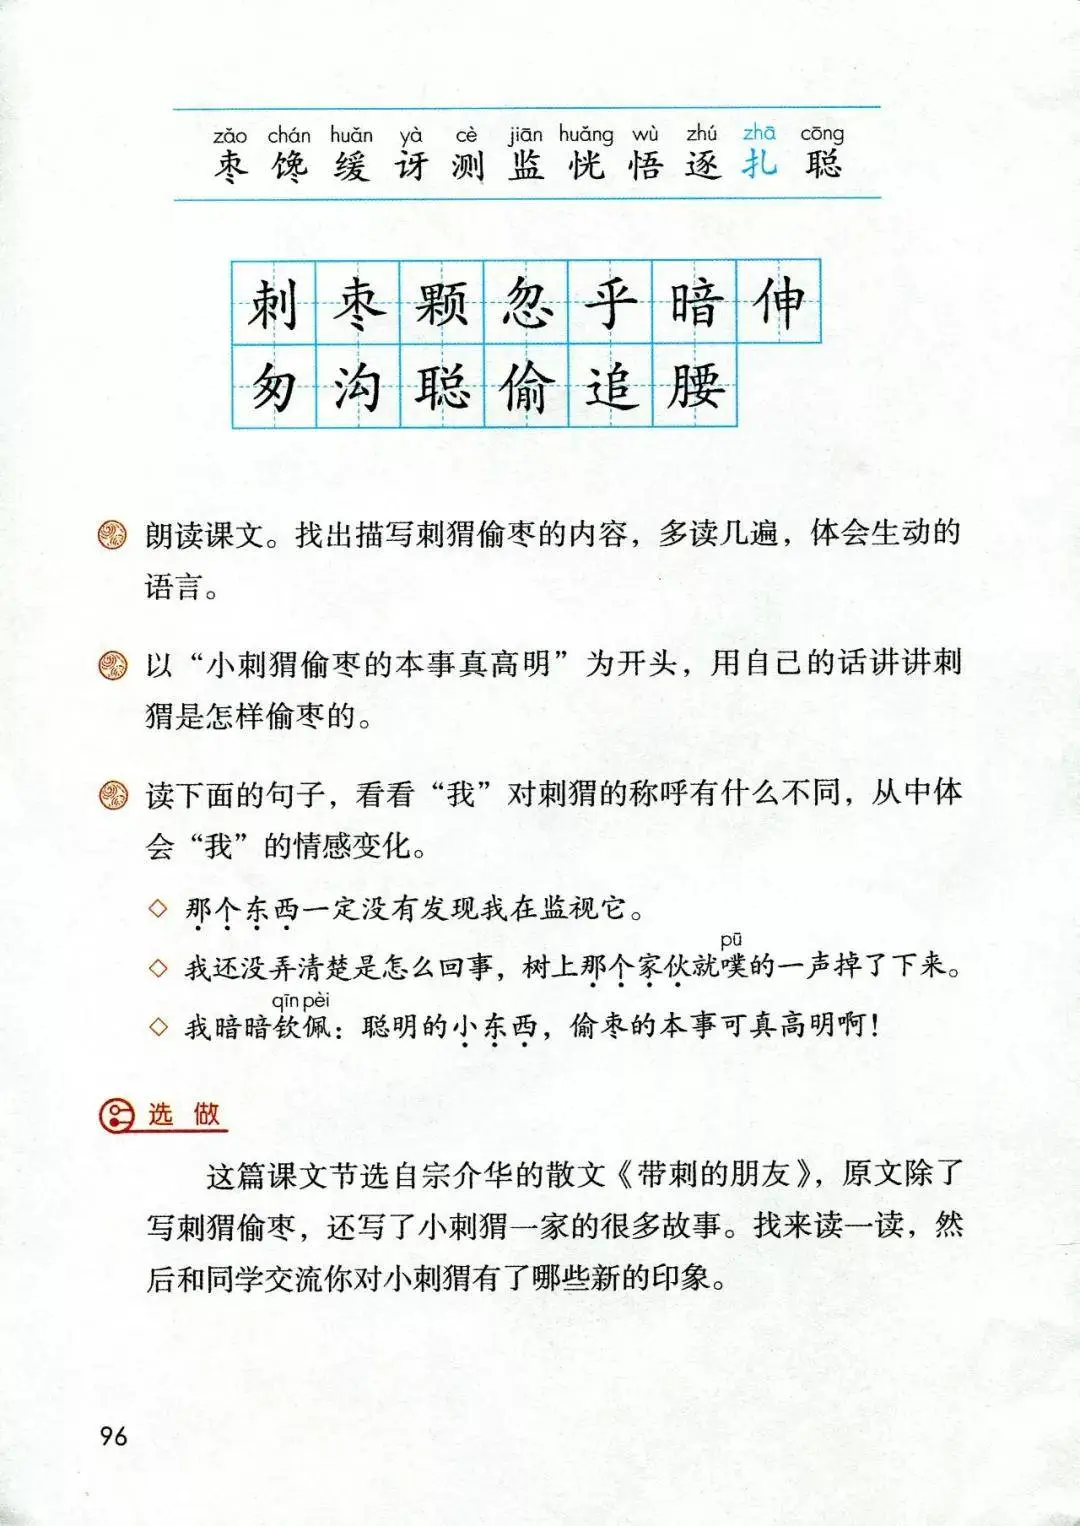 zǎo chán huǎn yà cè jiān huǎng wù zhú zhā cōng
枣 馋 缓 讶 测 监 恍 悟 逐 扎 聪
刺 枣 颗 忽 乎 暗 伸
匆 沟 聪 偷 追 腰
朗读课文。找出描写刺猬偷枣的内容，多读几遍，体会生动的
语言。
以“小刺猬偷枣的本事真高明”为开头，用自己的话讲讲刺
猬是怎样偷枣的。
读下面的句子，看看“我”对刺猬的称呼有什么不同，从中体
会“我”的情感变化。
◇ 那个东西一定没有发现我在监视它。
pū
◇ 我还没弄清楚是怎么回事，树上那个家伙就噗的一声掉了下来。
qīn pèi
◇ 我暗暗钦佩：聪明的小东西，偷枣的本事可真高明啊！
选做
这篇课文节选自宗介华的散文《带刺的朋友》，原文除了
写刺猬偷枣，还写了小刺猬一家的很多故事。找来读一读，然
后和同学交流你对小刺猬有了哪些新的印象。
96